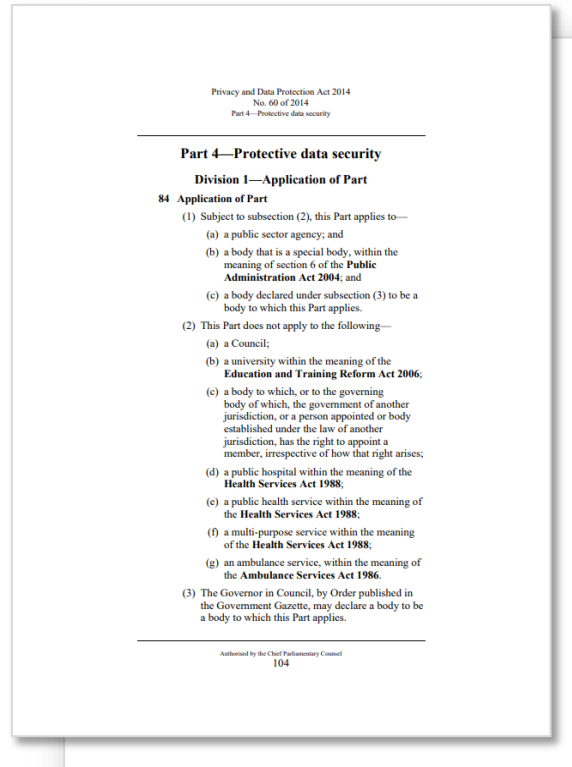 Privacy and Data Protection Act 2014
No. 60 of 2014
Part 4—Protective data security
Part 4—Protective data security
Division 1—Application of Part
84 Application of Part
(1) Subject to subsection (2), this Part applies to—
(a) a public sector agency; and
(b) a body that is a special body, within the
meaning of section 6 of the Public
Administration Act 2004; and
(c) a body declared under subsection (3) to be a
body to which this Part applies.
(2) This Part does not apply to the following—
(a) a Council;
(b) a university within the meaning of the
Education and Training Reform Act 2006;
(c) a body to which, or to the governing
body of which, the government of another
jurisdiction, or a person appointed or body
established under the law of another
jurisdiction, has the right to appoint a
member, irrespective of how that right arises;
(d) a public hospital within the meaning of the
Health Services Act 1988;
(e) a public health service within the meaning of
the Health Services Act 1988;
(f) a multi-purpose service within the meaning
of the Health Services Act 1988;
(g) an ambulance service, within the meaning of
the Ambulance Services Act 1986.
(3) The Governor in Council, by Order published in
the Government Gazette, may declare a body to be
a body to which this Part applies.
Authorised by the Chief Parliamentary Counsel
104